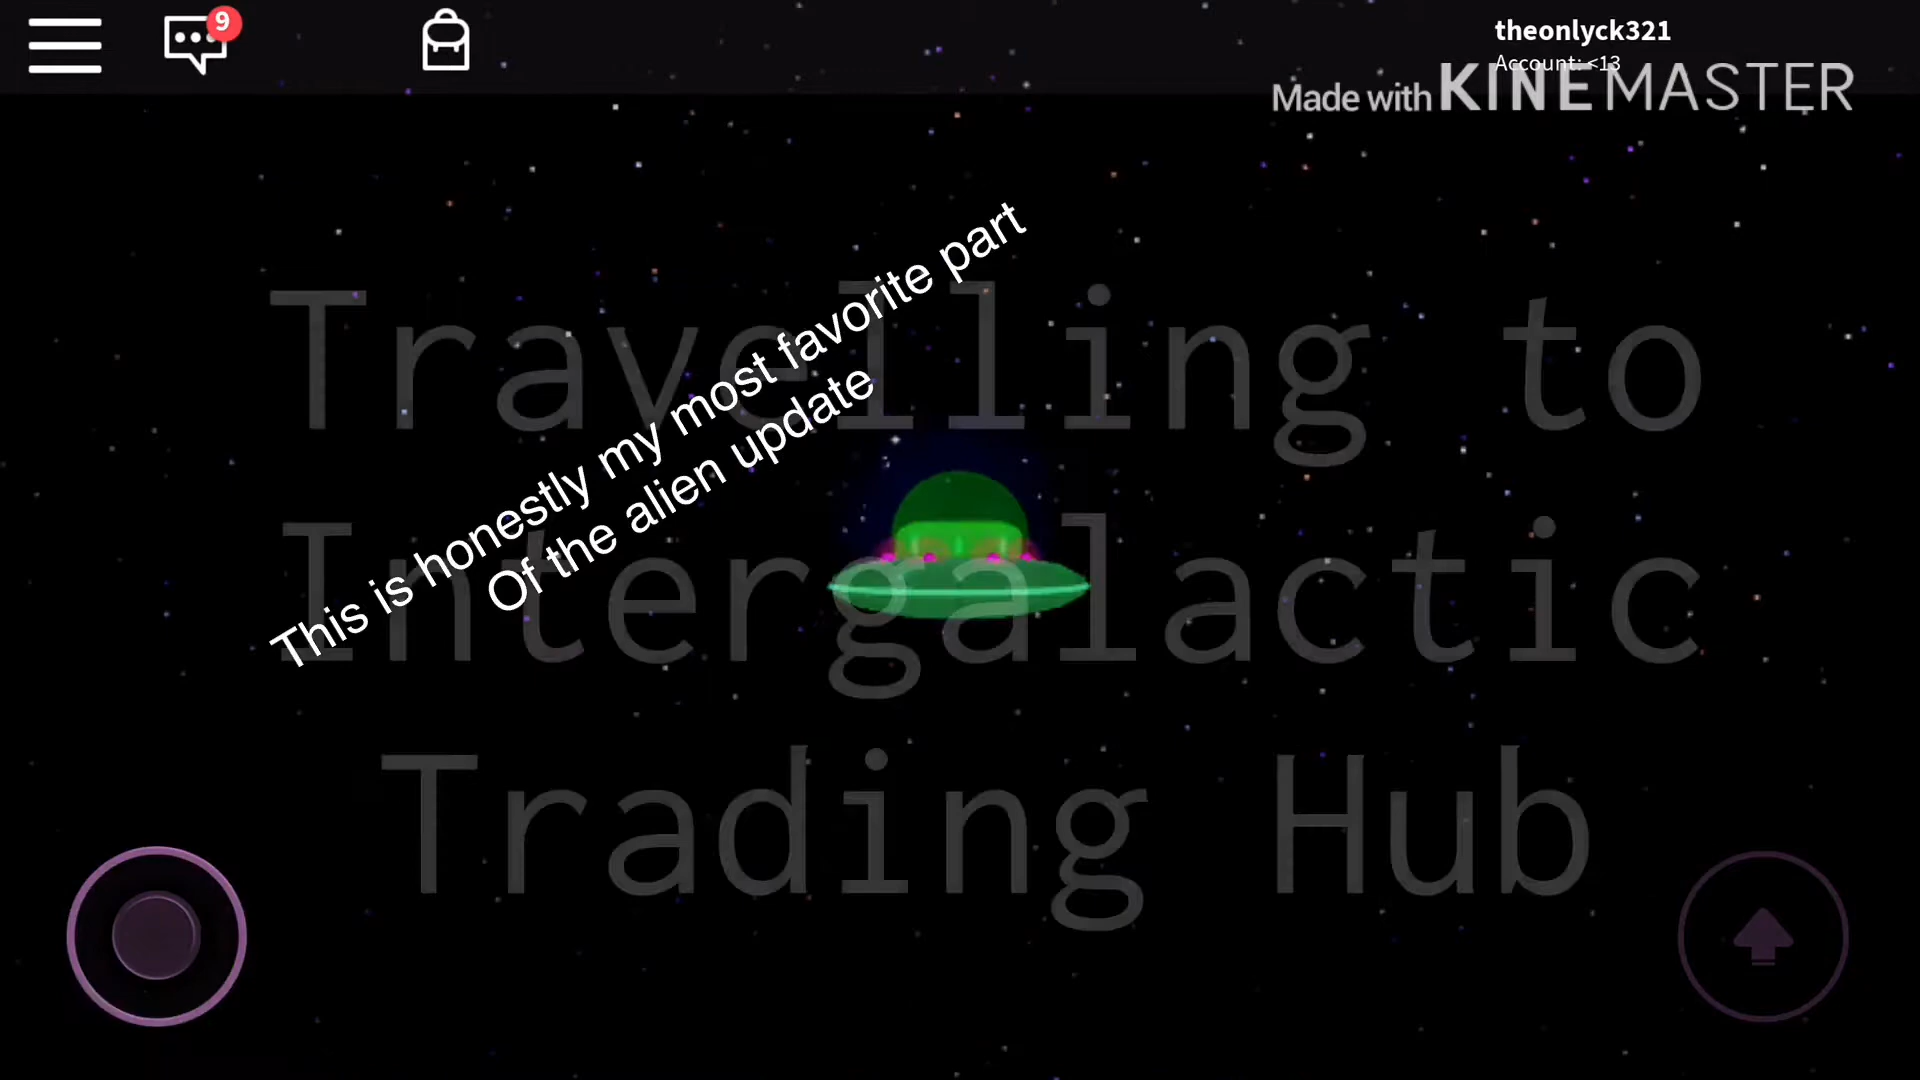 9
theonlyck321
Account: <13
Made with KINEMASTER
This is honestly my most favorite part
Of the alien update
Travelling to
Intergalactic
Trading Hub